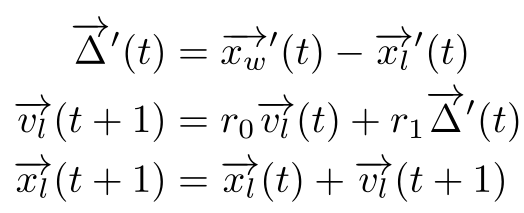 $\overrightarrow{\Delta}'(t) = \overrightarrow{x_w}'(t) - \overrightarrow{x_l}'(t)$
$\overrightarrow{v_l}(t+1) = r_0\overrightarrow{v_l}(t) + r_1\overrightarrow{\Delta}'(t)$
$\overrightarrow{x_l}(t+1) = \overrightarrow{x_l}(t) + \overrightarrow{v_l}(t+1)$